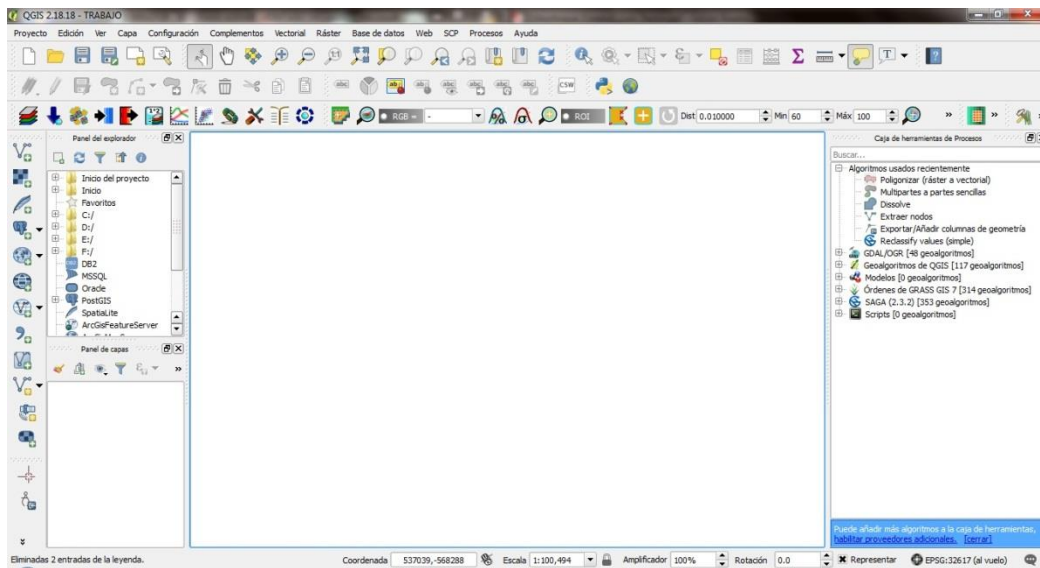 QGIS 2.18.18 - TRABAJO
Proyecto Edición Ver Capa Configuración Complementos Vectorial Ráster Base de datos Web SCP Procesos Ayuda
CSW
RGB = - ROI Dist 0.010000 Mín 60 Máx 100
Panel del explorador
Inicio del proyecto
Inicio
Favoritos
C:/
D:/
E:/
F:/
DB2
MSSQL
Oracle
PostGIS
SpatiaLite
ArcGisFeatureServer
Panel de capas
Caja de herramientas de Procesos
Buscar...
Algoritmos usados recientemente
Poligonizar (ráster a vectorial)
Multipartes a partes sencillas
Dissolve
Extraer nodos
Exportar/Añadir columnas de geometría
Reclassify values (simple)
GDAL/OGR [48 geoalgoritmos]
Geoalgoritmos de QGIS [117 geoalgoritmos]
Modelos [0 geoalgoritmos]
Órdenes de GRASS GIS 7 [314 geoalgoritmos]
SAGA (2.3.2) [353 geoalgoritmos]
Scripts [0 geoalgoritmos]
Puede añadir más algoritmos a la caja de herramientas,
habilitar proveedores adicionales. [cerrar]
Eliminadas 2 entradas de la leyenda. Coordenada 537039,-568288 Escala 1:100,494 Amplificador 100% Rotación 0.0 Representar EPSG:32617 (al vuelo)